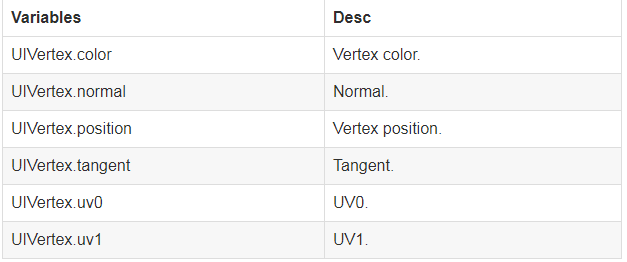 Variables Desc
UIVertex.color Vertex color.
UIVertex.normal Normal.
UIVertex.position Vertex position.
UIVertex.tangent Tangent.
UIVertex.uv0 UV0.
UIVertex.uv1 UV1.